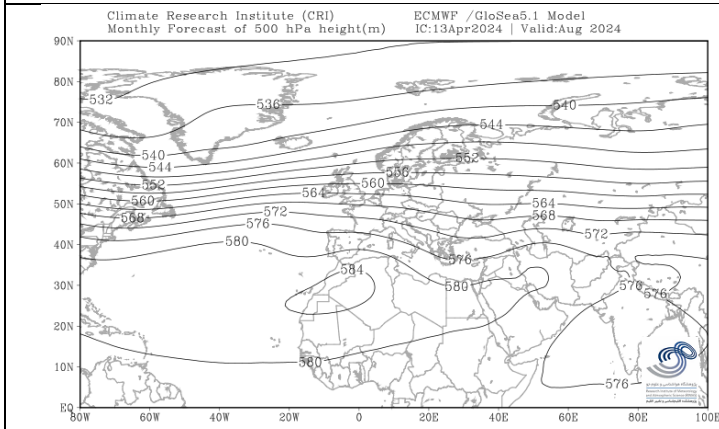 Climate Research Institute (CRI) ECMWF /GloSea5.1 Model
Monthly Forecast of 500 hPa height(m) IC:13Apr2024 | Valid:Aug 2024
90N
80N
532
536
540
70N
544
540
552
60N
544
556
552
560
564
50N
560
564
568
572
568
576
572
40N
580
576
584
30N
580
576
576
20N
10N
580
576
EQ
80W 60W 40W 20W 0 20E 40E 60E 80E 100E